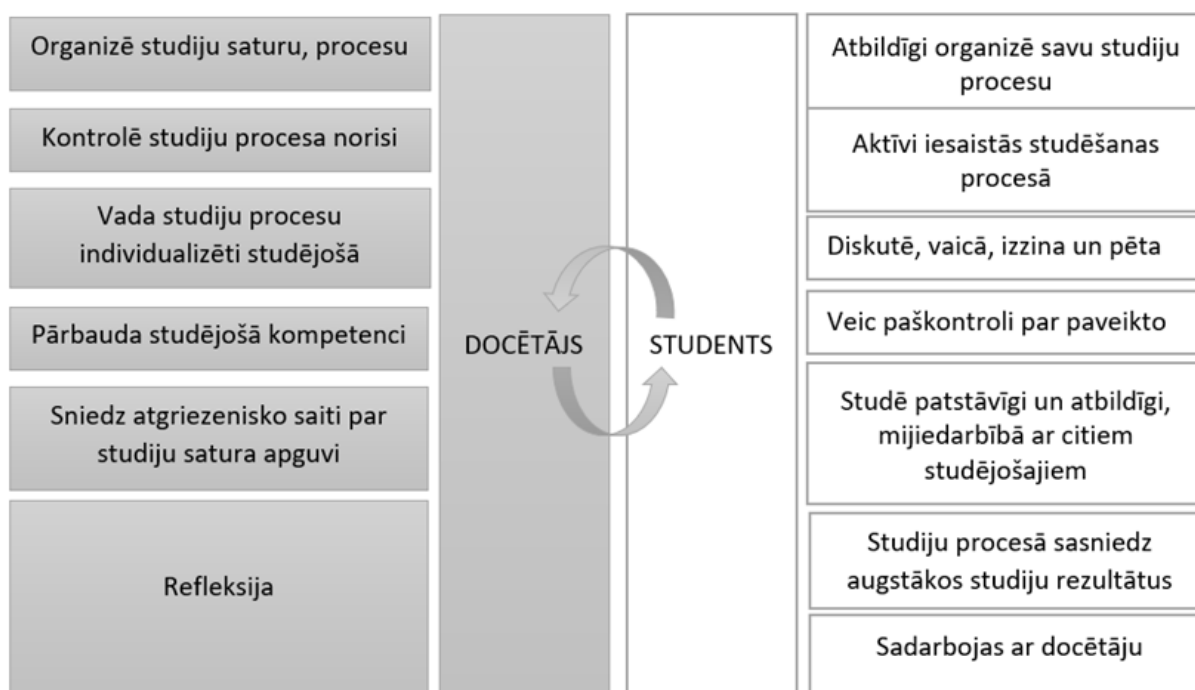 Organizē studiju saturu, procesu
Kontrolē studiju procesa norisi
Vada studiju procesu
individualizēti studējošā
Pārbauda studējošā kompetenci
Sniedz atgriezenisko saiti par
studiju satura apguvi
Refleksija
DOCĒTĀJS
STUDENTS
Atbildīgi organizē savu studiju
procesu
Aktīvi iesaistās studēšanas
procesā
Diskutē, vaicā, izzina un pēta
Veic paškontroli par paveikto
Studē patstāvīgi un atbildīgi,
mijiedarbībā ar citiem
studējošajiem
Studiju procesā sasniedz
augstākos studiju rezultātus
Sadarbojas ar docētāju